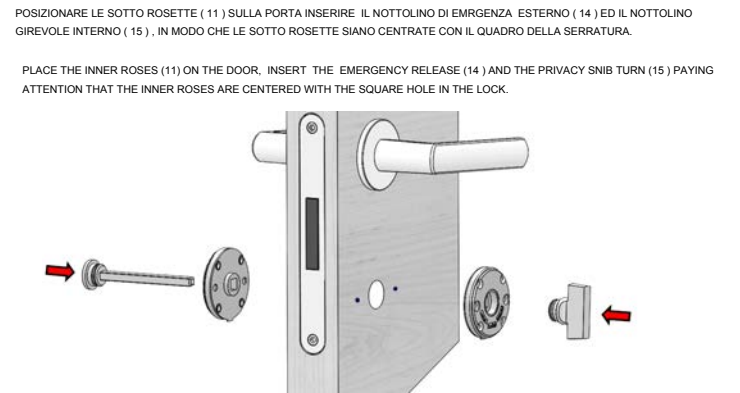 POSIZIONARE LE SOTTO ROSETTE ( 11 ) SULLA PORTA INSERIRE IL NOTTOLINO DI EMRGENZA ESTERNO ( 14 ) ED IL NOTTOLINO
GIREVOLE INTERNO ( 15 ) , IN MODO CHE LE SOTTO ROSETTE SIANO CENTRATE CON IL QUADRO DELLA SERRATURA.
PLACE THE INNER ROSES (11) ON THE DOOR, INSERT THE EMERGENCY RELEASE (14 ) AND THE PRIVACY SNIB TURN (15 ) PAYING
ATTENTION THAT THE INNER ROSES ARE CENTERED WITH THE SQUARE HOLE IN THE LOCK.